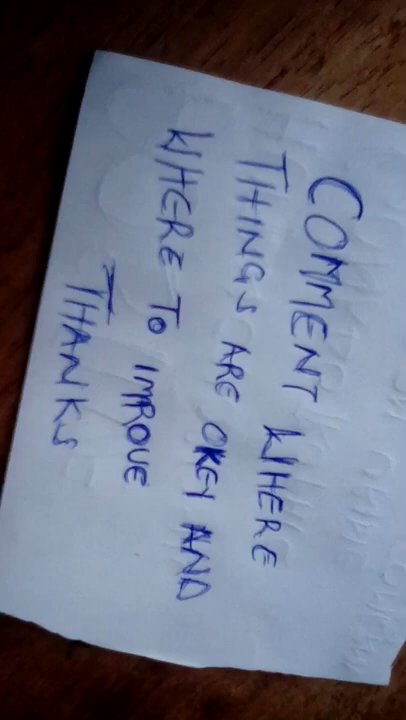 COMMENT WHERE
THINGS ARE OKEY AND
WHERE TO IMPROVE
THANKS